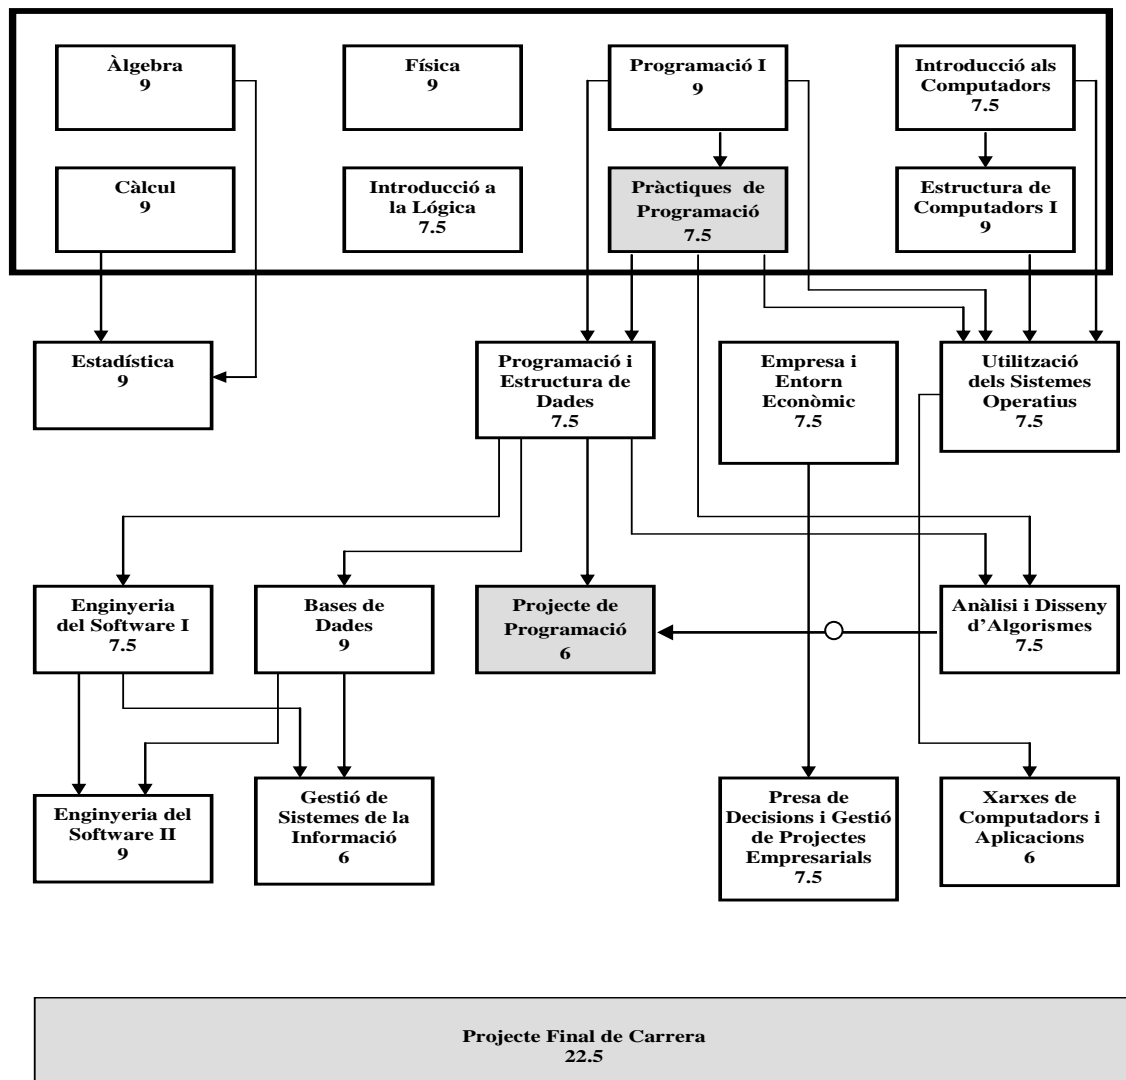 Àlgebra
9
Física
9
Programació I
9
Introducció als
Computadors
7.5
Càlcul
9
Introducció a
la Lógica
7.5
Pràctiques de
Programació
7.5
Estructura de
Computadors I
9
Estadística
9
Programació i
Estructura de
Dades
7.5
Empresa i
Entorn
Econòmic
7.5
Utilització
dels Sistemes
Operatius
7.5
Enginyeria
del Software I
7.5
Bases de
Dades
9
Projecte de
Programació
6
Anàlisi i Disseny
d'Algorismes
7.5
Enginyeria del
Software II
9
Gestió de
Sistemes de la
Informació
6
Presa de
Decisions i Gestió
de Projectes
Empresarials
7.5
Xarxes de
Computadors i
Aplicacions
6
Projecte Final de Carrera
22.5